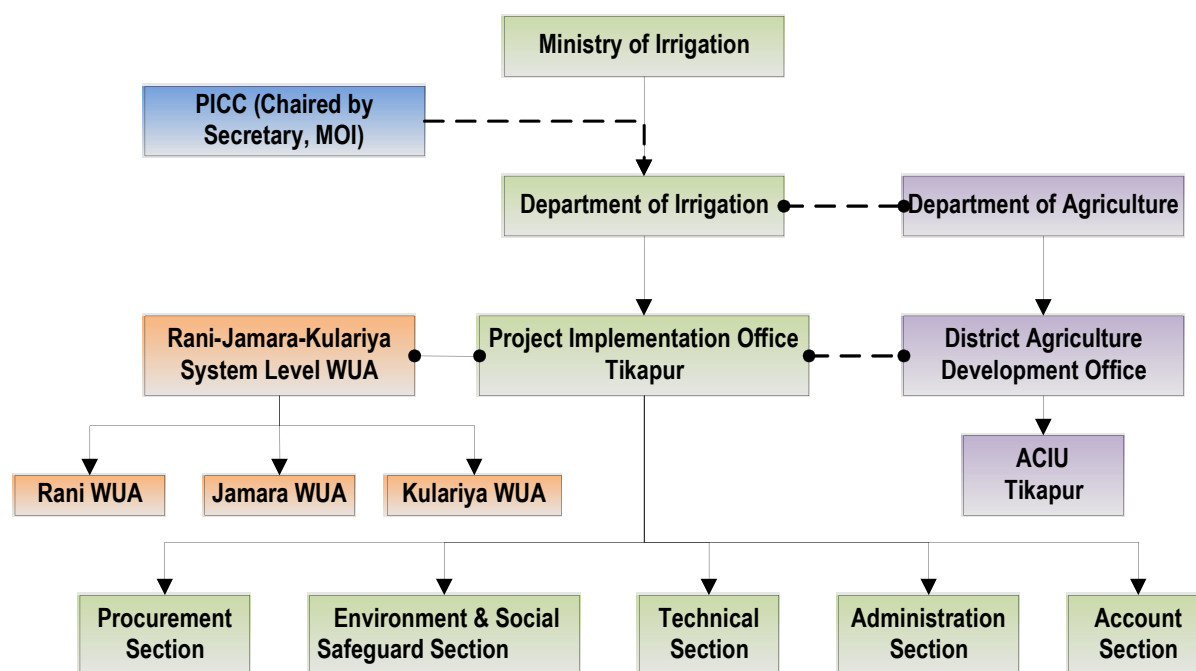 Ministry of Irrigation
PICC (Chaired by
Secretary, MOI)
Department of Irrigation
Department of Agriculture
Rani-Jamara-Kulariya
System Level WUA
Project Implementation Office
Tikapur
District Agriculture
Development Office
Rani WUA
Jamara WUA
Kulariya WUA
ACIU
Tikapur
Procurement
Section
Environment & Social
Safeguard Section
Technical
Section
Administration
Section
Account
Section